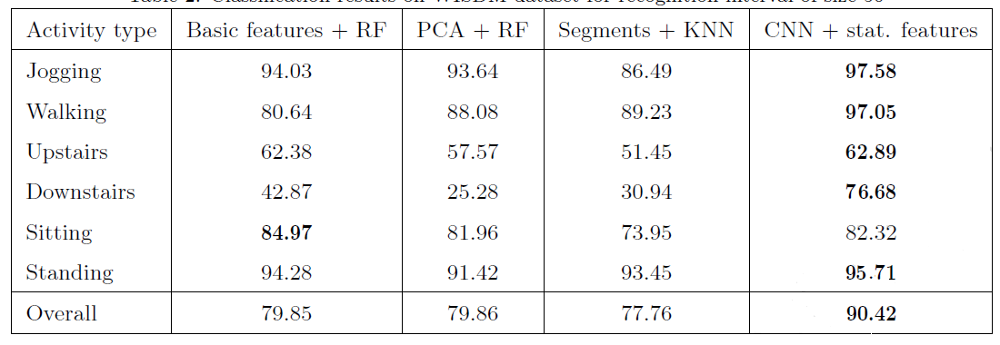 Table 2: Classification results on WISDM dataset for recognition interval of size 50
Activity type Basic features + RF PCA + RF Segments + KNN CNN + stat. features
Jogging 94.03 93.64 86.49 97.58
Walking 80.64 88.08 89.23 97.05
Upstairs 62.38 57.57 51.45 62.89
Downstairs 42.87 25.28 30.94 76.68
Sitting 84.97 81.96 73.95 82.32
Standing 94.28 91.42 93.45 95.71
Overall 79.85 79.86 77.76 90.42